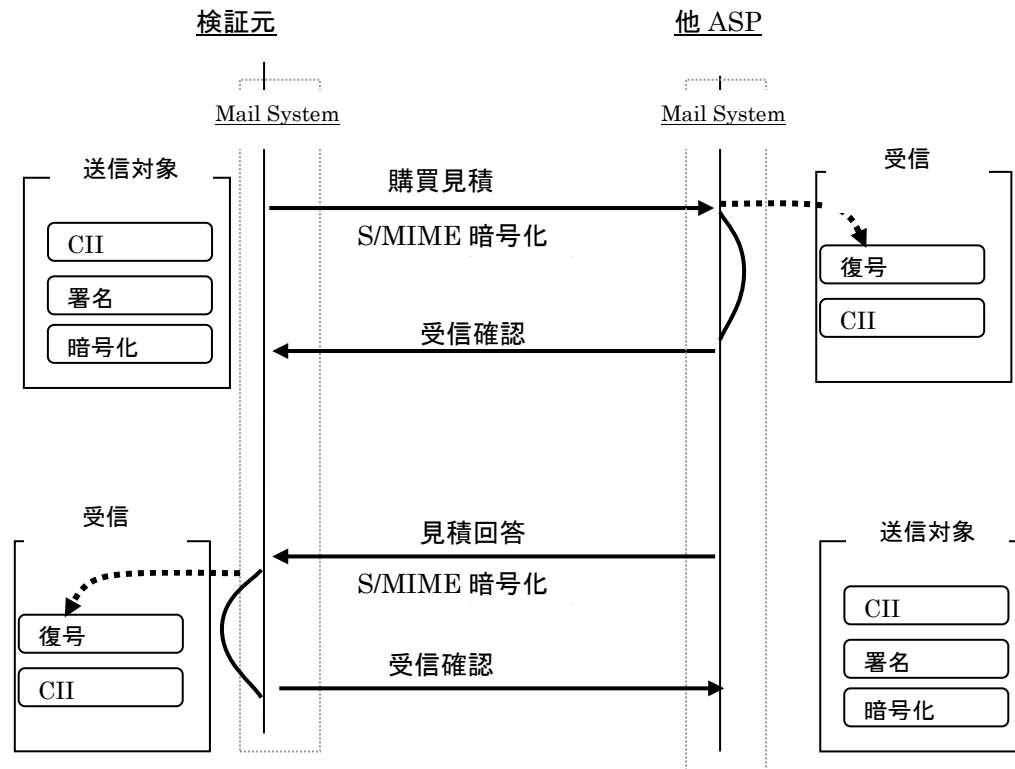 検証元
他 ASP
Mail System
Mail System
送信対象
CII
署名
暗号化
購買見積
S/MIME 暗号化
受信確認
受信
復号
CII
受信
復号
CII
見積回答
S/MIME 暗号化
受信確認
送信対象
CII
署名
暗号化